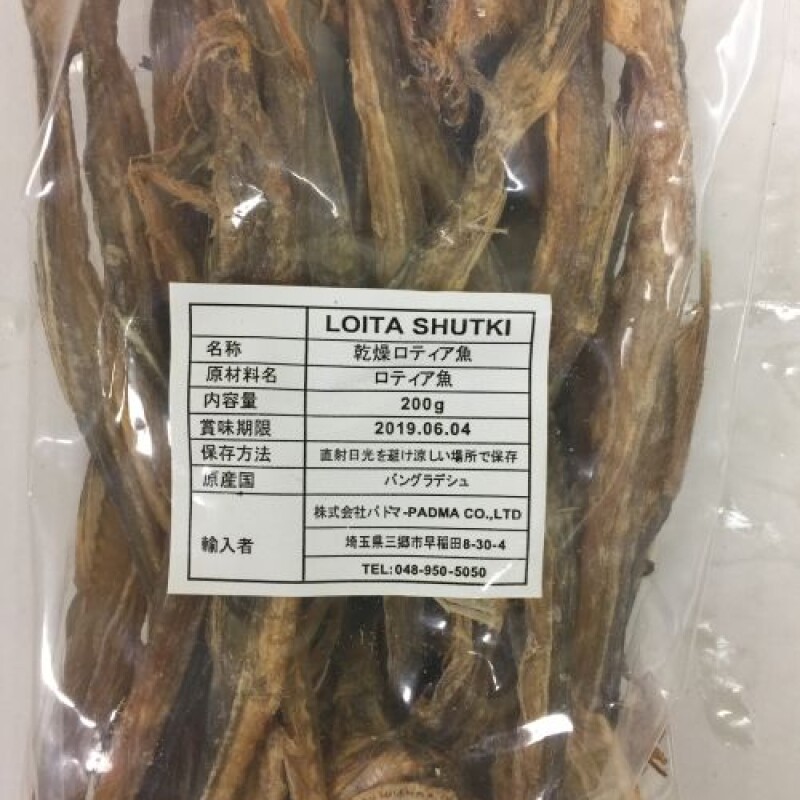 LOITA SHUTKI
名称 乾燥ロティア魚
原材料名 ロティア魚
内容量 200g
賞味期限 2019.06.04
保存方法 直射日光を避け涼しい場所で保存
原産国 バングラデシュ
輸入者 株式会社パドマ-PADMA CO.,LTD
埼玉県三郷市早稲田8-30-4
TEL:048-950-5050